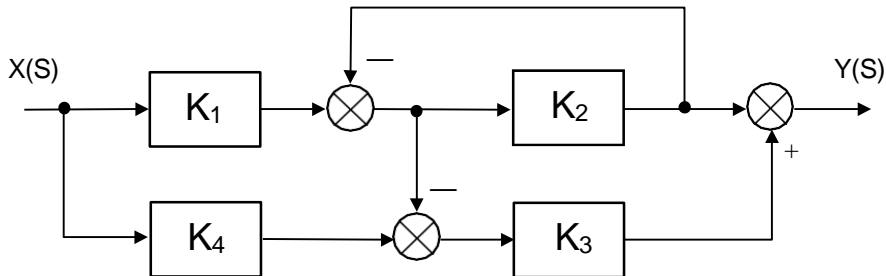 X(S)
Y(S)
—
K₁
K₂
+
—
K₄
K₃